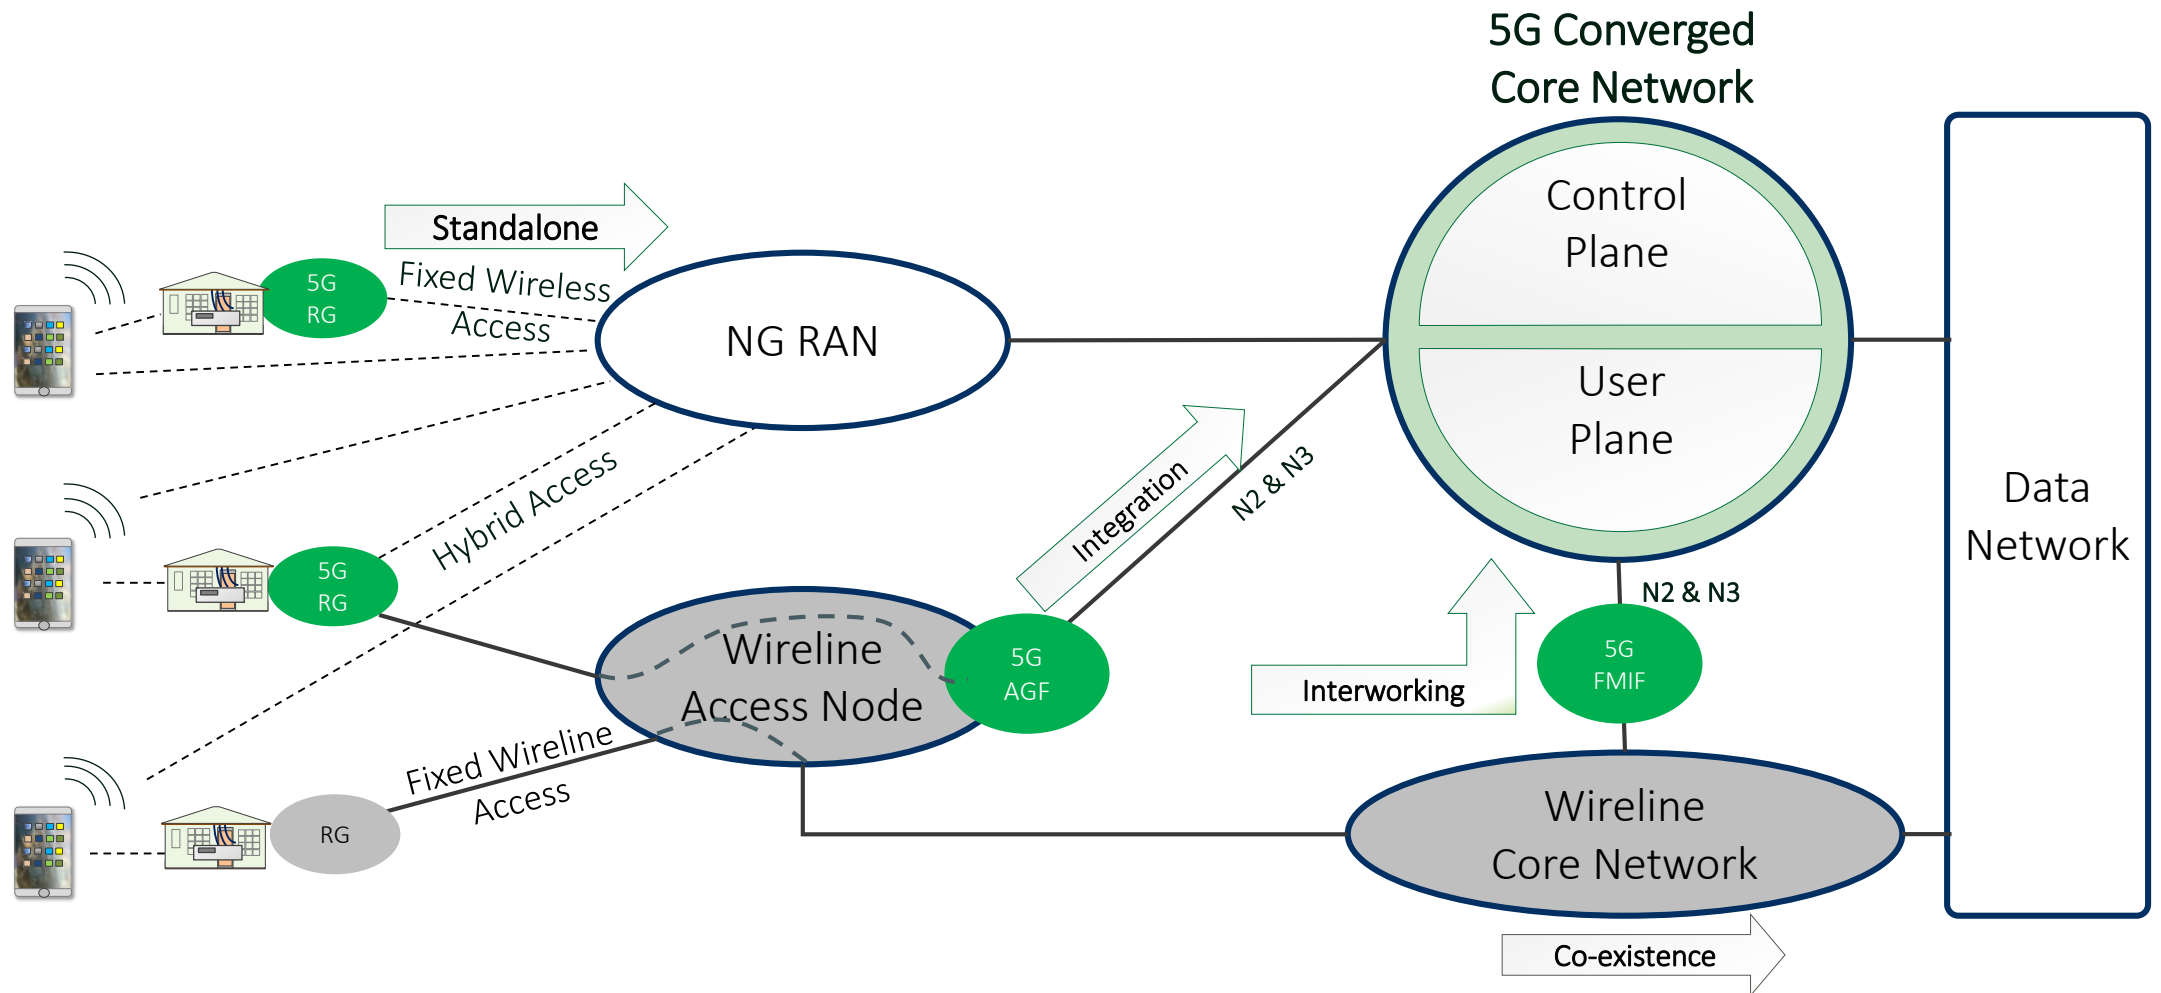 5G Converged
Core Network
Control
Plane
User
Plane
Data
Network
Standalone
Fixed Wireless
Access
5G
RG
NG RAN
Hybrid Access
5G
RG
Integration
N2 & N3
N2 & N3
Wireline
Access Node
5G
AGF
Interworking
5G
FMIF
Fixed Wireline
Access
RG
Wireline
Core Network
Co-existence